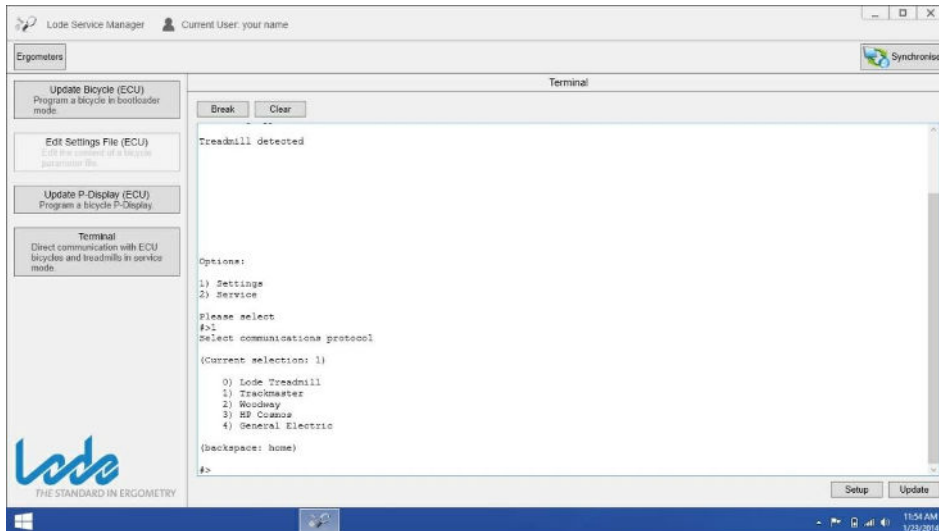 Lode Service Manager
Current User: your name
Ergometers
Synchronise
Update Bicycle (ECU)
Program a bicycle in bootloader
mode.
Edit Settings File (ECU)
Edit the content of a bicycle
parameter file.
Update P-Display (ECU)
Program a bicycle P-Display.
Terminal
Direct communication with ECU
bicycles and treadmills in service
mode.
Lode
THE STANDARD IN ERGOMETRY
Terminal
Break
Clear
Treadmill detected
Options:
1) Settings
2) Service
Please select
#>1
Select communications protocol
(Current selection: 1)
0) Lode Treadmill
1) Trackmaster
2) Woodway
3) HP Cosmos
4) General Electric
(backspace: home)
#>
Setup
Update
11:54 AM
1/23/2014